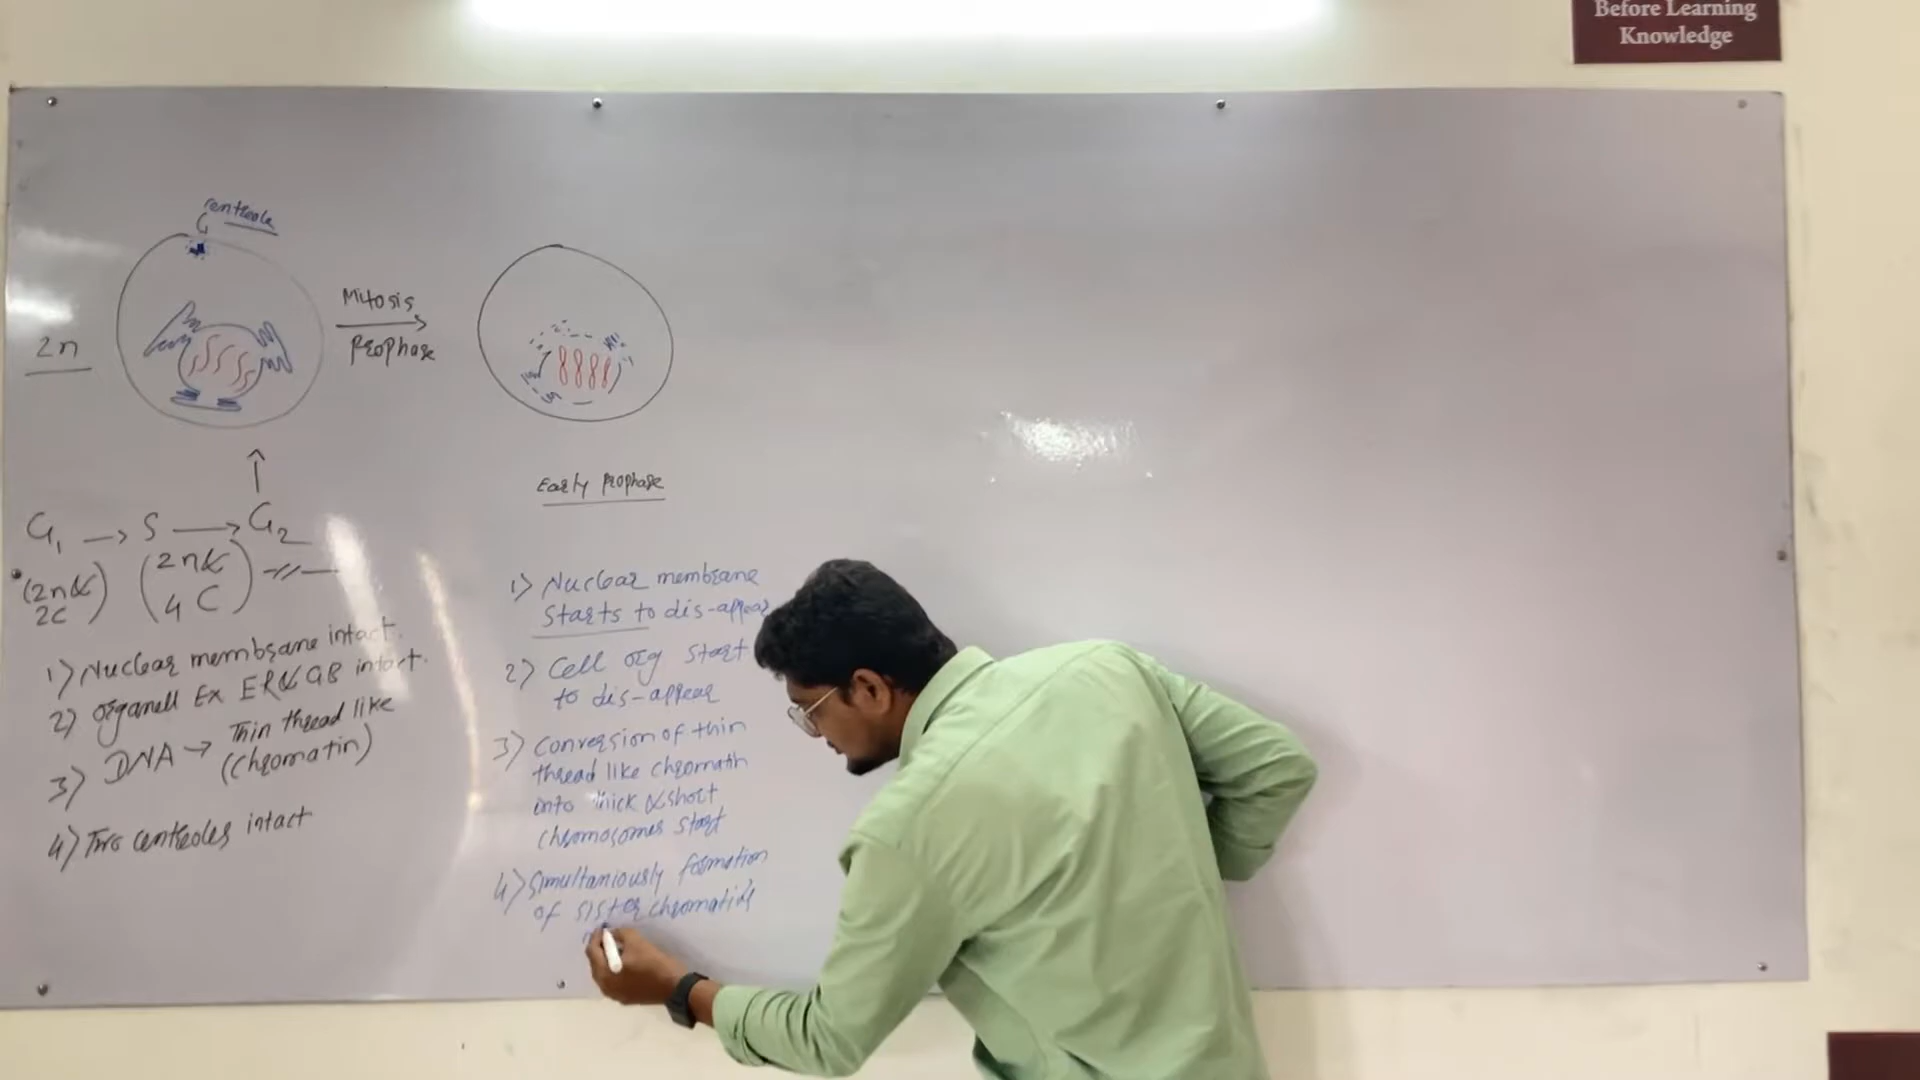 Before Learning
Knowledge
centriole
2n
Mitosis
Prophase
Early Prophase
G1 → S → G2
(2n&
2C)
(2n&
4C)
-//-
1) Nuclear membrane intact.
2) organell Ex ER&GB intact.
3) DNA → Thin thread like
(chromatin)
4) Two centrioles intact
1) Nuclear membrane
starts to dis-appear
2) Cell org start
to dis-appear
3) Conversion of thin
thread like chromatin
into thick & short
chromosomes start
4) Simultaniously formation
of sister chromatids